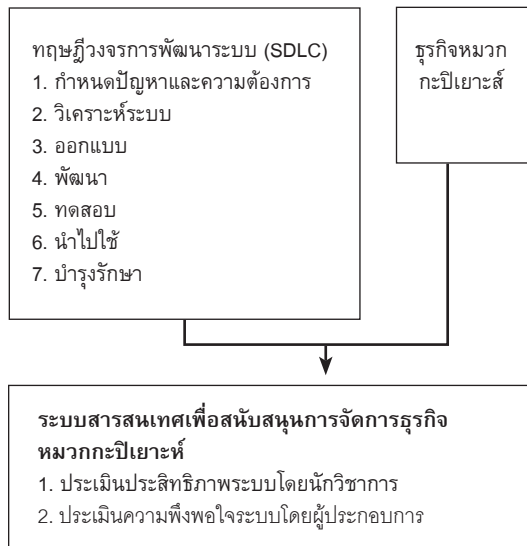 ทฤษฎีวงจรการพัฒนาระบบ (SDLC)
1. กำหนดปัญหาและความต้องการ
2. วิเคราะห์ระบบ
3. ออกแบบ
4. พัฒนา
5. ทดสอบ
6. นำไปใช้
7. บำรุงรักษา
ธุรกิจหมวก
กะปิเยาะส์
ระบบสารสนเทศเพื่อสนับสนุนการจัดการธุรกิจ
หมวกกะปิเยาะห์
1. ประเมินประสิทธิภาพระบบโดยนักวิชาการ
2. ประเมินความพึงพอใจระบบโดยผู้ประกอบการ